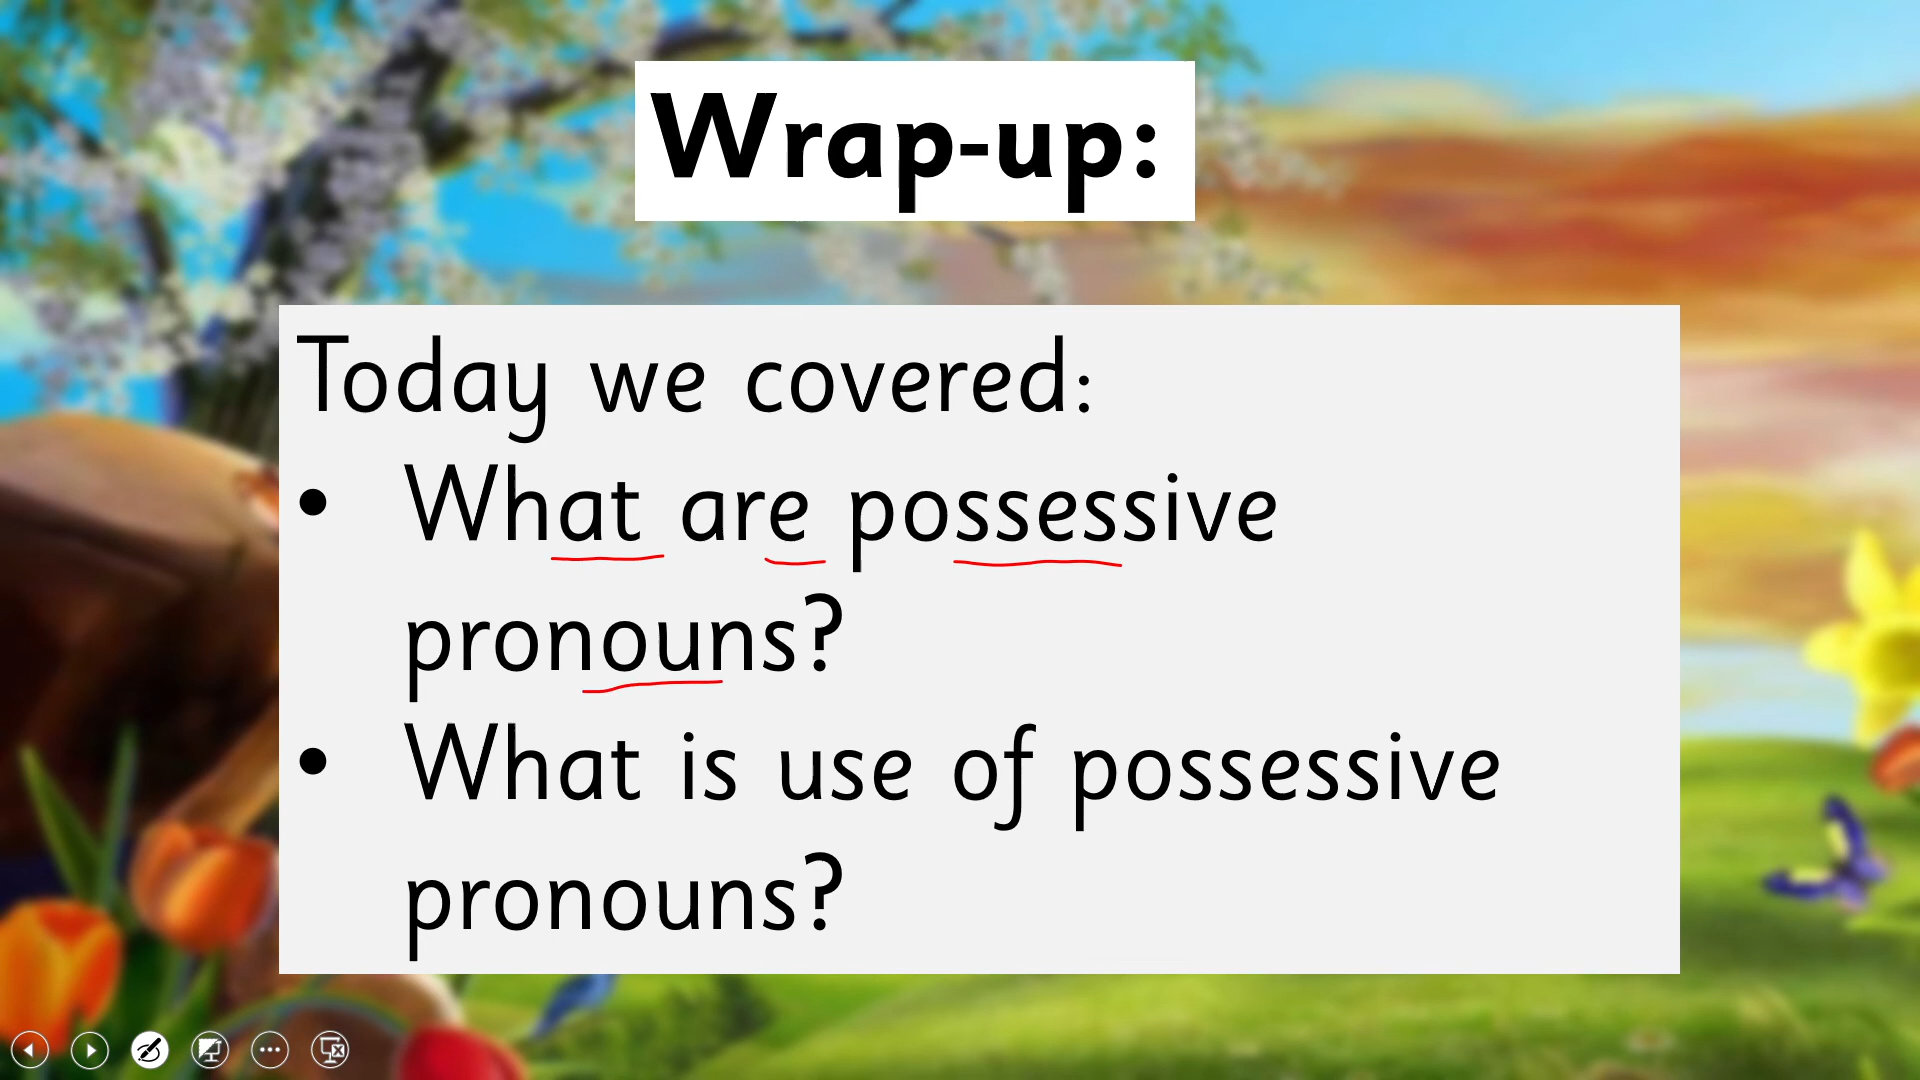 Wrap-up:
Today we covered:
• What are possessive
pronouns?
• What is use of possessive
pronouns?